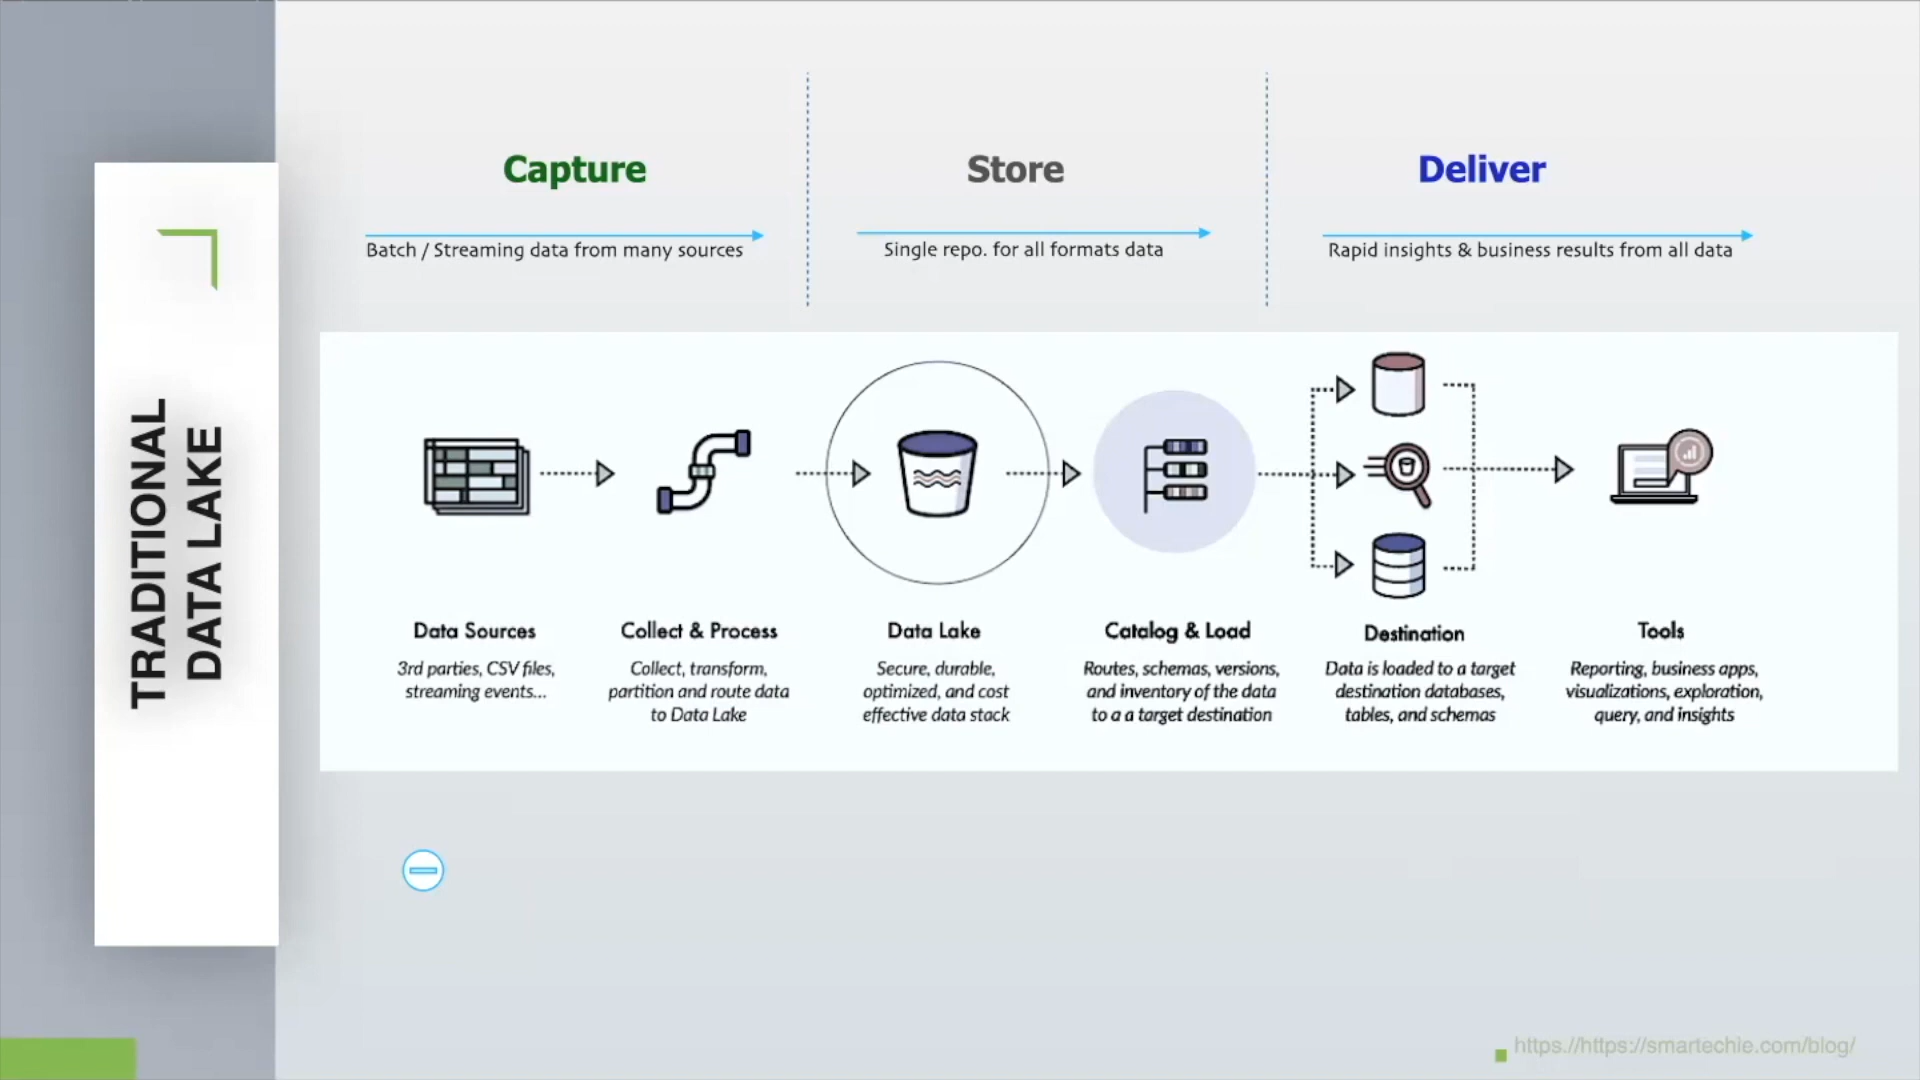 TRADITIONAL
DATA LAKE
Capture
Batch / Streaming data from many sources
Store
Single repo. for all formats data
Deliver
Rapid insights & business results from all data
Data Sources
3rd parties, CSV files,
streaming events...
Collect & Process
Collect, transform,
partition and route data
to Data Lake
Data Lake
Secure, durable,
optimized, and cost
effective data stack
Catalog & Load
Routes, schemas, versions,
and inventory of the data
to a a target destination
Destination
Data is loaded to a target
destination databases,
tables, and schemas
Tools
Reporting, business apps,
visualizations, exploration,
query, and insights
https.//https://smartechie.com/blog/